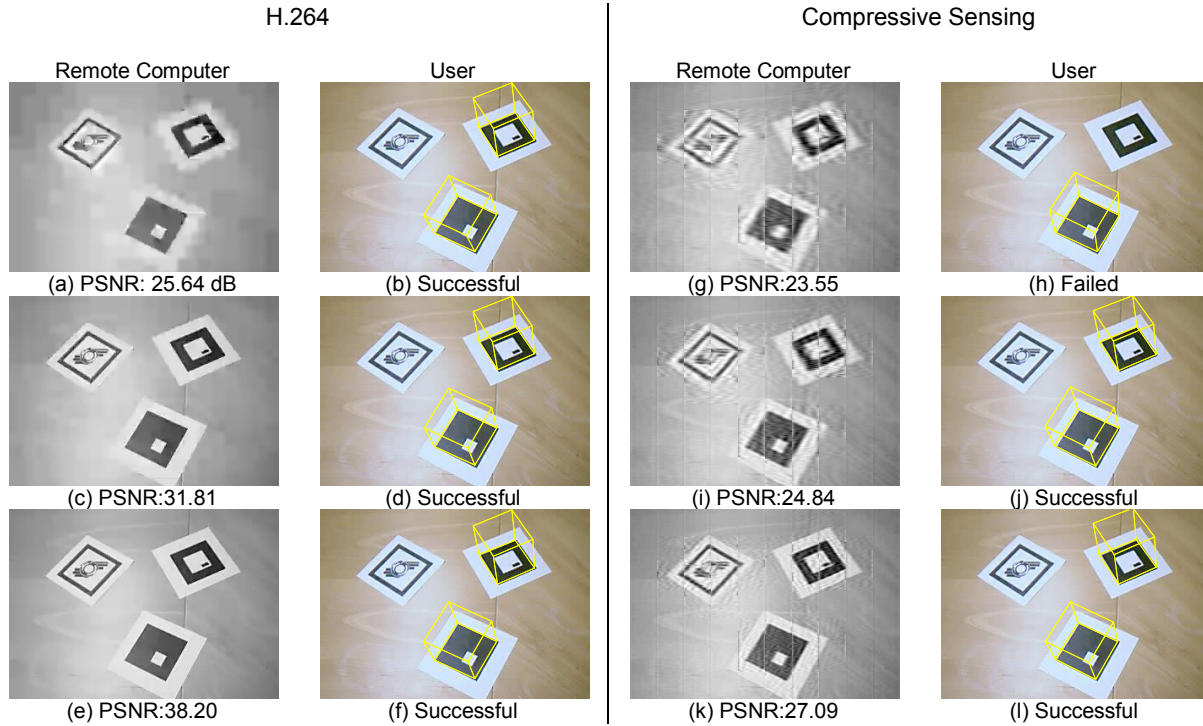 H.264
Compressive Sensing
Remote Computer
User
Remote Computer
User
(a) PSNR: 25.64 dB
(b) Successful
(g) PSNR:23.55
(h) Failed
(c) PSNR:31.81
(d) Successful
(i) PSNR:24.84
(j) Successful
(e) PSNR:38.20
(f) Successful
(k) PSNR:27.09
(l) Successful